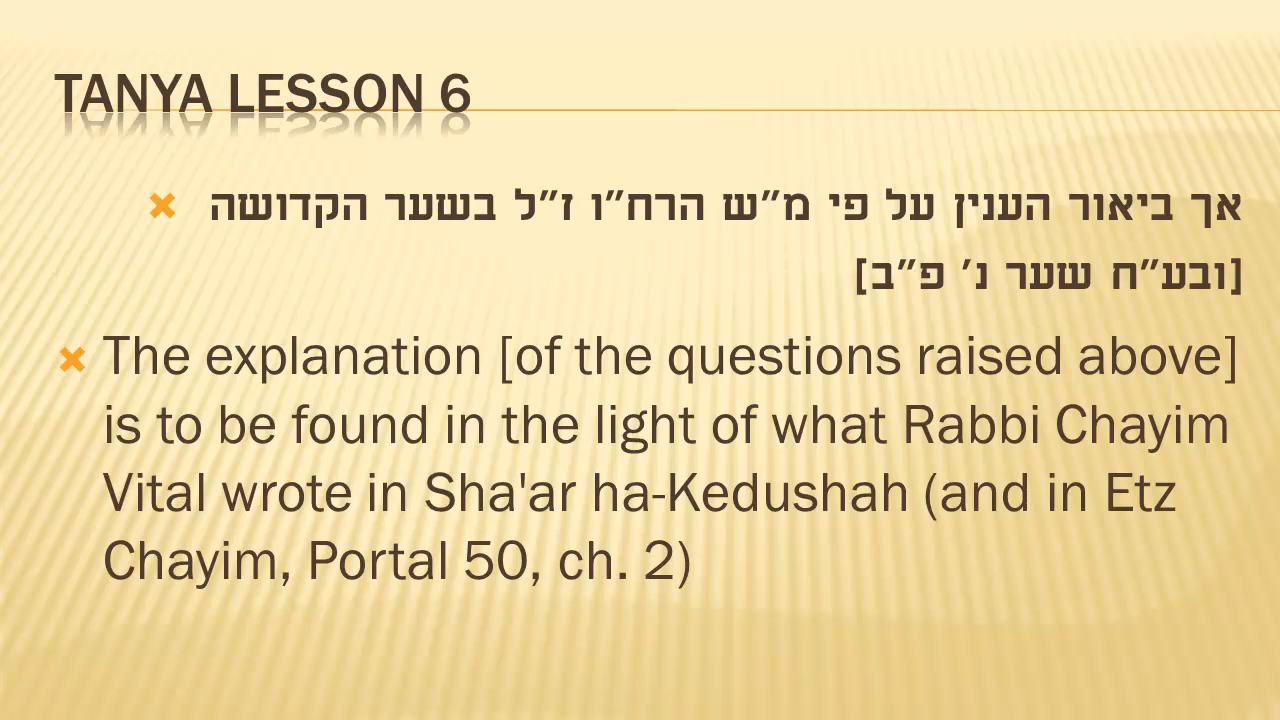 TANYA LESSON 6
אך ביאור הענין על פי מ"ש הרח"ו ז"ל בשער הקדושה
[ובע"ח שער נ' פ"ב]
The explanation [of the questions raised above]
is to be found in the light of what Rabbi Chayim
Vital wrote in Sha'ar ha-Kedushah (and in Etz
Chayim, Portal 50, ch. 2)